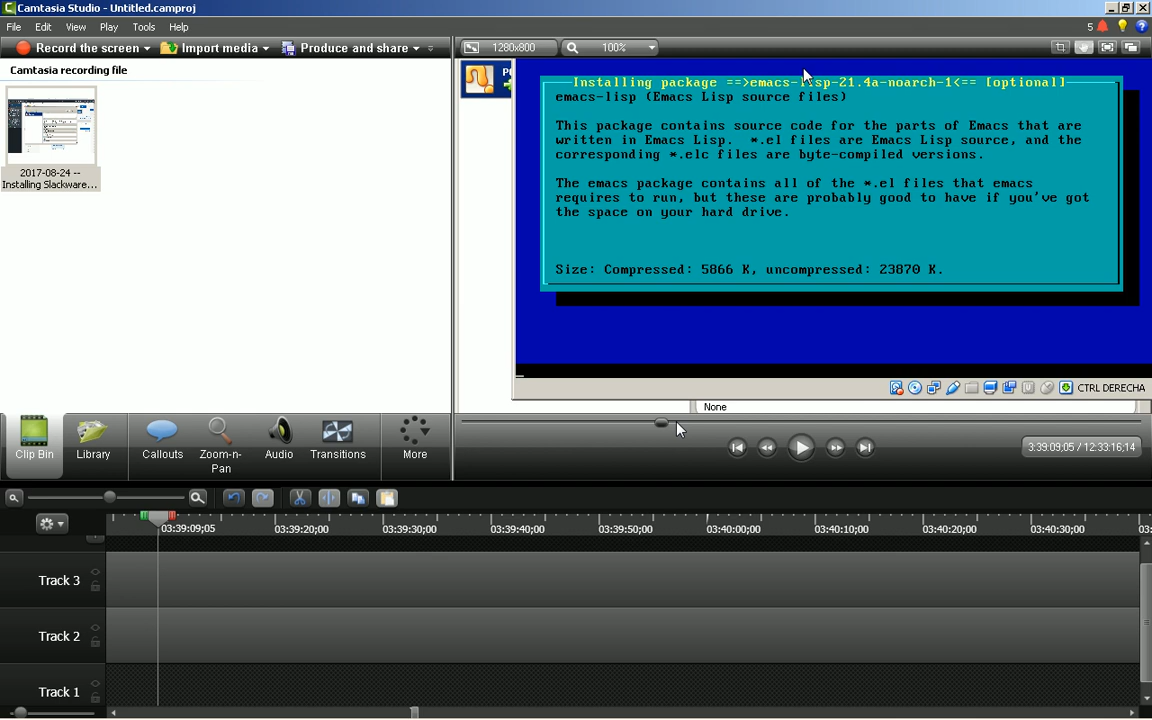 Camtasia Studio - Untitled.camproj
File Edit View Play Tools Help
5
Record the screen Import media Produce and share
1280x800 100%
Camtasia recording file
2017-08-24 --
Installing Slackware...
Installing package ==>emacs-lisp-21.4a-noarch-1<== [optional]
emacs-lisp (Emacs Lisp source files)
This package contains source code for the parts of Emacs that are
written in Emacs Lisp. *.el files are Emacs Lisp source, and the
corresponding *.elc files are byte-compiled versions.
The emacs package contains all of the *.el files that emacs
requires to run, but these are probably good to have if you've got
the space on your hard drive.
Size: Compressed: 5866 K, uncompressed: 23870 K.
CTRL DERECHA
None
Clip Bin
Library
Callouts
Zoom-n-
Pan
Audio
Transitions
More
3:39:09;05 / 12:33:16;14
03:39:09;05 03:39:20;00 03:39:30;00 03:39:40;00 03:39:50;00 03:40:00;00 03:40:10;00 03:40:20;00 03:40:30;00 03:
Track 3
Track 2
Track 1